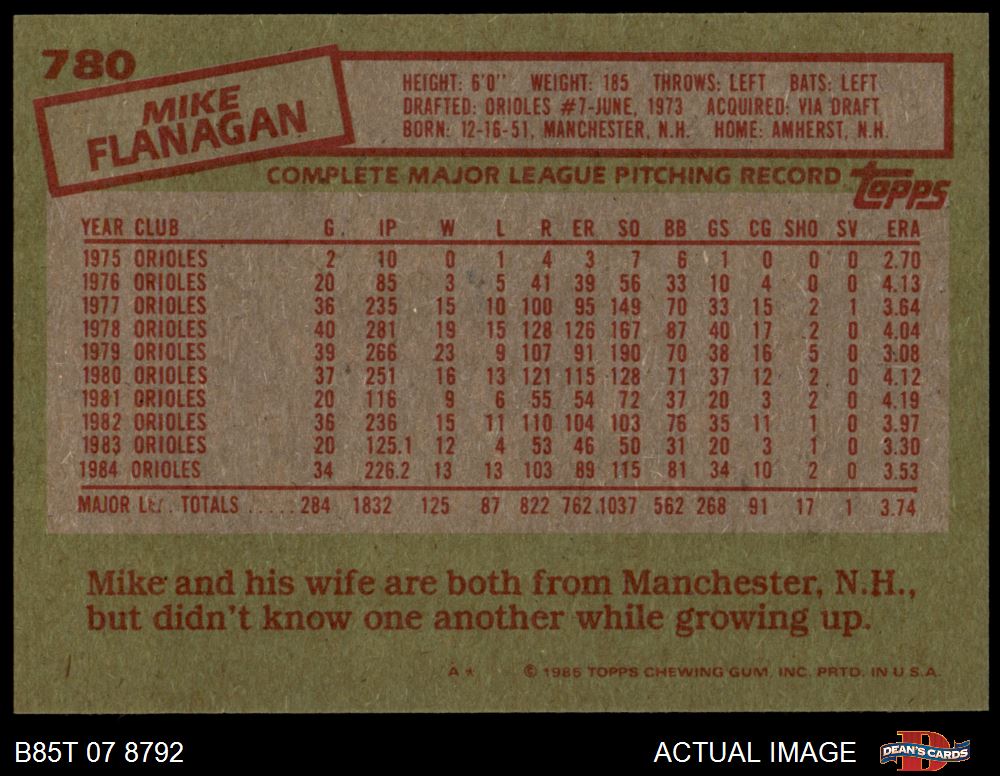 780
MIKE
FLANAGAN
HEIGHT: 6'0" WEIGHT: 185 THROWS: LEFT BATS: LEFT
DRAFTED: ORIOLES #7-JUNE, 1973 ACQUIRED: VIA DRAFT
BORN: 12-16-51, MANCHESTER, N.H. HOME: AMHERST, N.H.
COMPLETE MAJOR LEAGUE PITCHING RECORD topps
YEAR CLUB G IP W L R ER SO BB GS CG SHO SV ERA
1975 ORIOLES 2 10 0 1 4 3 7 6 1 0 0 0 2.70
1976 ORIOLES 20 85 3 5 41 39 56 33 10 4 0 0 4.13
1977 ORIOLES 36 235 15 10 100 95 149 70 33 15 2 1 3.64
1978 ORIOLES 40 281 19 15 128 126 167 87 40 17 2 0 4.04
1979 ORIOLES 39 266 23 9 107 91 190 70 38 16 5 0 3.08
1980 ORIOLES 37 251 16 13 121 115 128 71 37 12 2 0 4.12
1981 ORIOLES 20 116 9 6 55 54 72 37 20 3 2 0 4.19
1982 ORIOLES 36 236 15 11 110 104 103 76 35 11 1 0 3.97
1983 ORIOLES 20 125.1 12 4 53 46 50 31 20 3 1 0 3.30
1984 ORIOLES 34 226.2 13 13 103 89 115 81 34 10 2 0 3.53
MAJOR LEA. TOTALS ..... 284 1832 125 87 822 762 1037 562 268 91 17 1 3.74
Mike and his wife are both from Manchester, N.H.,
but didn't know one another while growing up.
A* © 1985 TOPPS CHEWING GUM, INC. PRTD. IN U.S.A.
B85T 07 8792 ACTUAL IMAGE DEAN'S CARDS